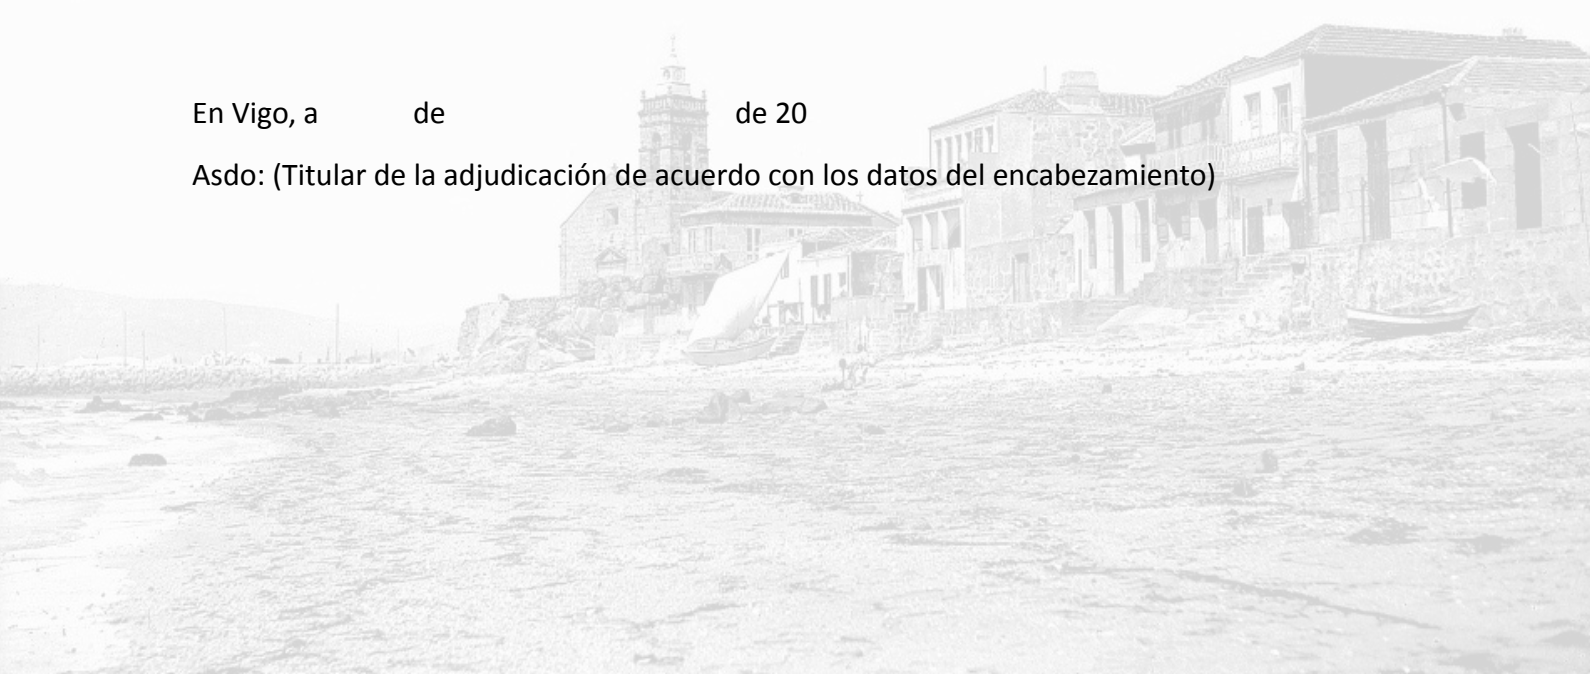 En Vigo, a de de 20
Asdo: (Titular de la adjudicación de acuerdo con los datos del encabezamiento)